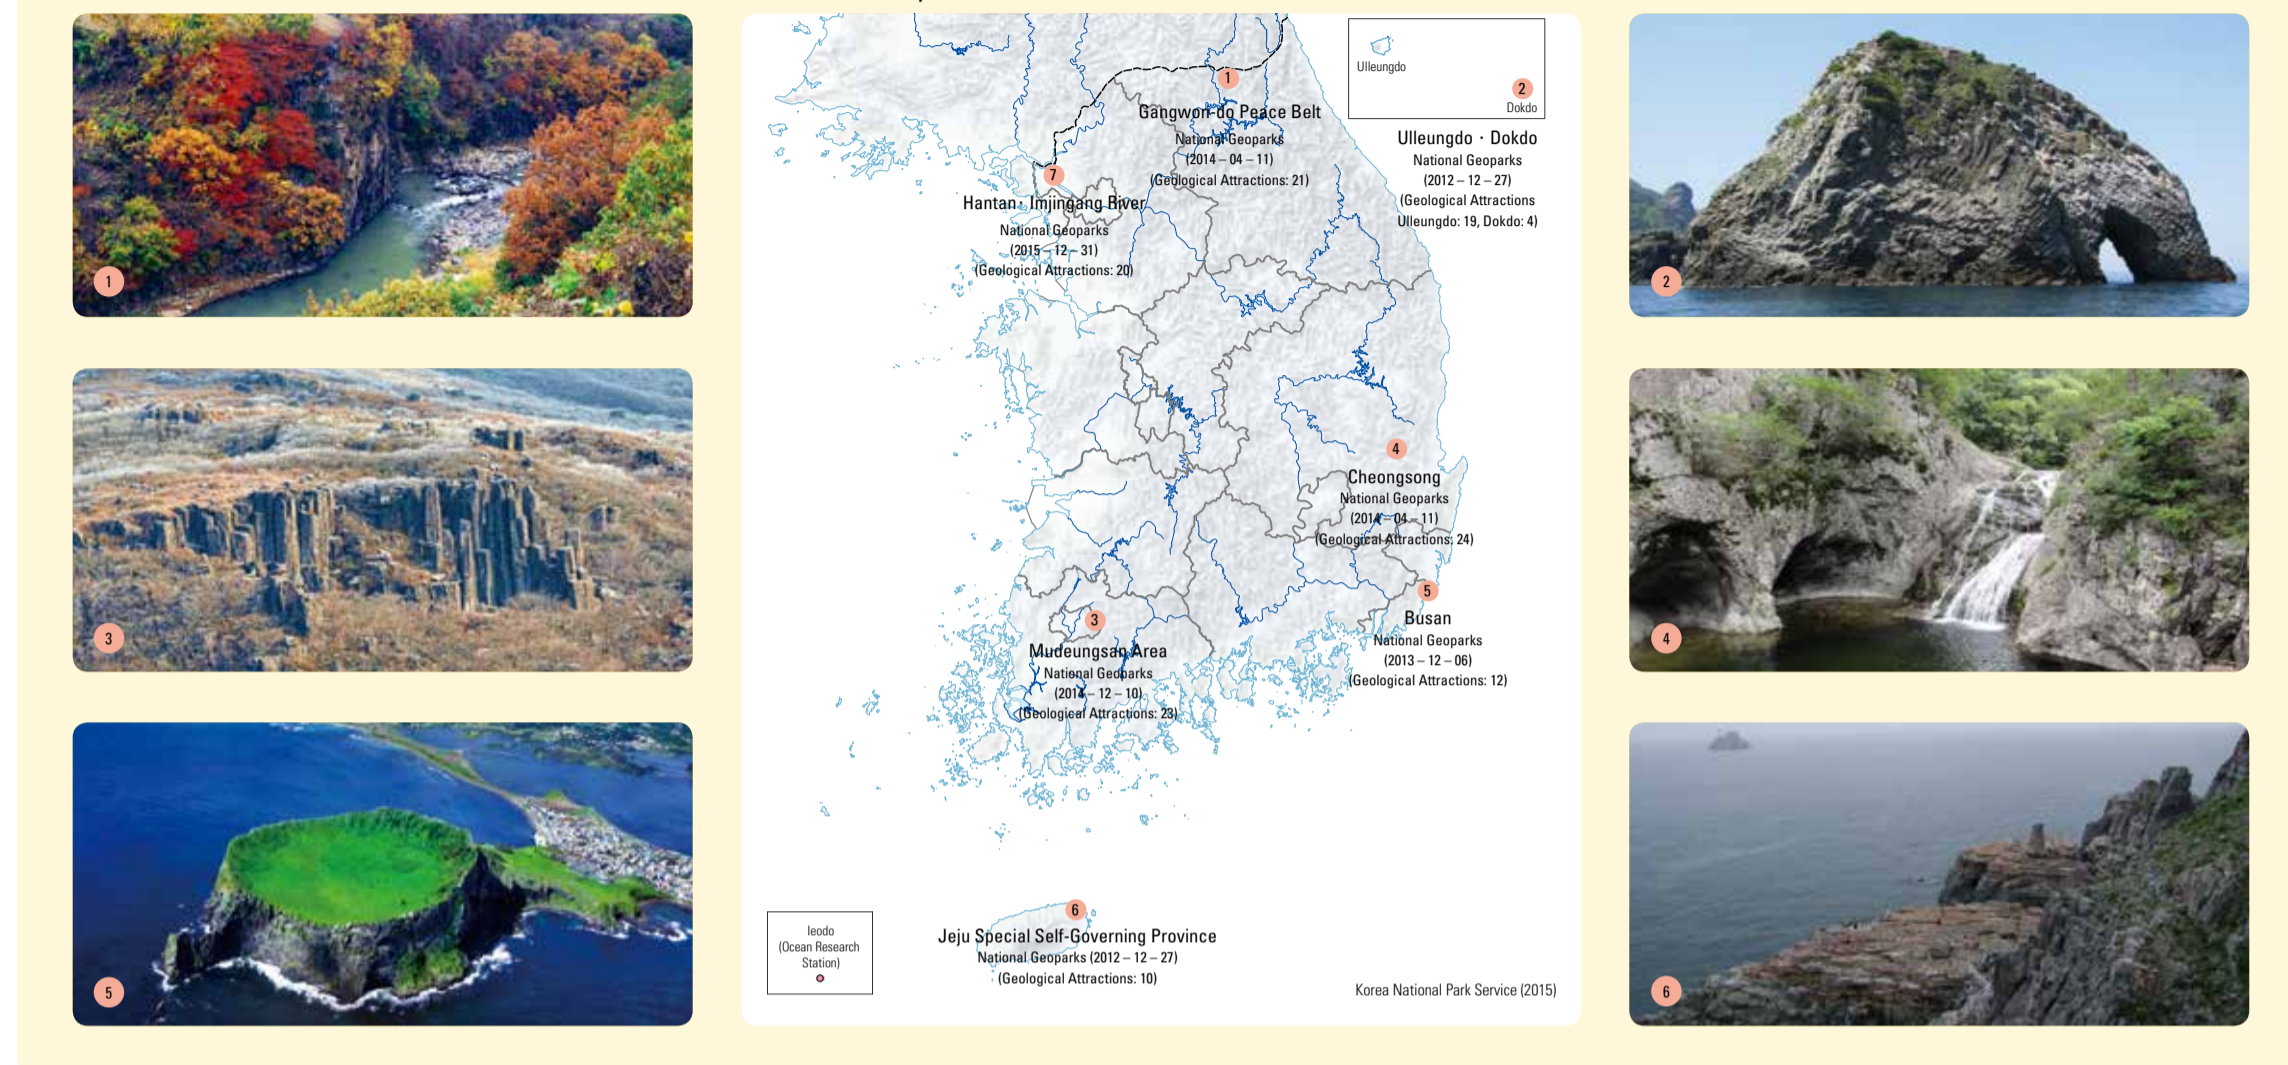 1
3
5
1
Gangwon-do Peace Belt
National Geoparks
(2014 – 04 – 11)
(Geological Attractions: 21)
Ulleungdo
2
Dokdo
Ulleungdo · Dokdo
National Geoparks
(2012 – 12 – 27)
(Geological Attractions
Ulleungdo: 19, Dokdo: 4)
7
Hantan · Imjingang River
National Geoparks
(2015 – 12 – 31)
(Geological Attractions: 20)
4
Cheongsong
National Geoparks
(2014 – 04 – 11)
(Geological Attractions: 24)
5
Busan
National Geoparks
(2013 – 12 – 06)
(Geological Attractions: 12)
3
Mudeungsan Area
National Geoparks
(2014 – 12 – 10)
(Geological Attractions: 23)
6
Jeju Special Self-Governing Province
National Geoparks (2012 – 12 – 27)
(Geological Attractions: 10)
Ieodo
(Ocean Research
Station)
Korea National Park Service (2015)
2
4
6